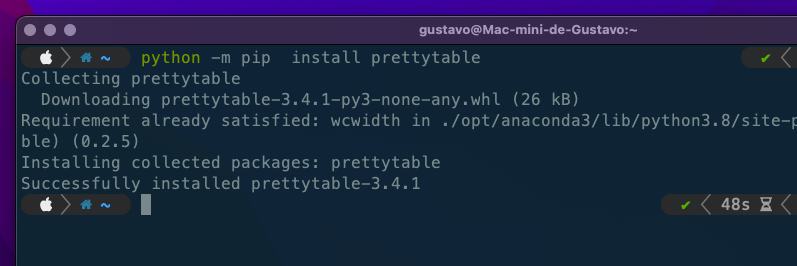 gustavo@Mac-mini-de-Gustavo:~
~ python -m pip  install prettytable
Collecting prettytable
  Downloading prettytable-3.4.1-py3-none-any.whl (26 kB)
Requirement already satisfied: wcwidth in ./opt/anaconda3/lib/python3.8/site-p
ble) (0.2.5)
Installing collected packages: prettytable
Successfully installed prettytable-3.4.1
~ 48s